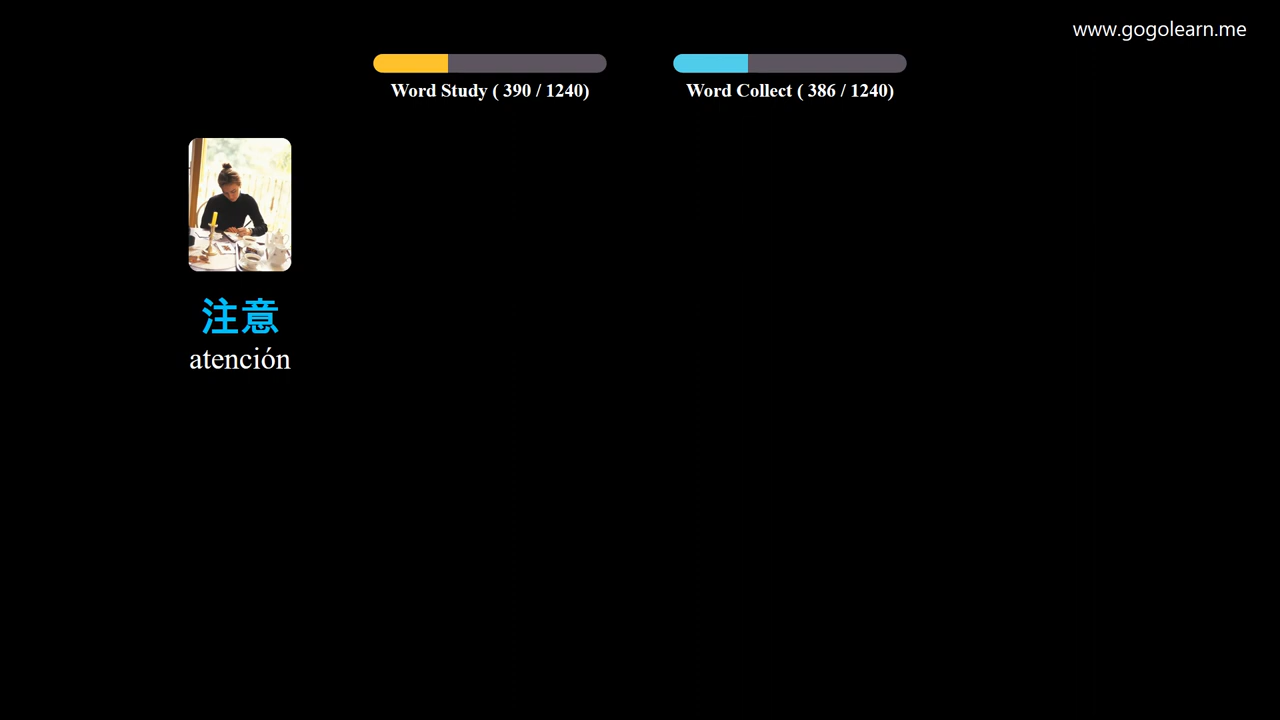 www.gogolearn.me
Word Study ( 390 / 1240)
Word Collect ( 386 / 1240)
注意
atención